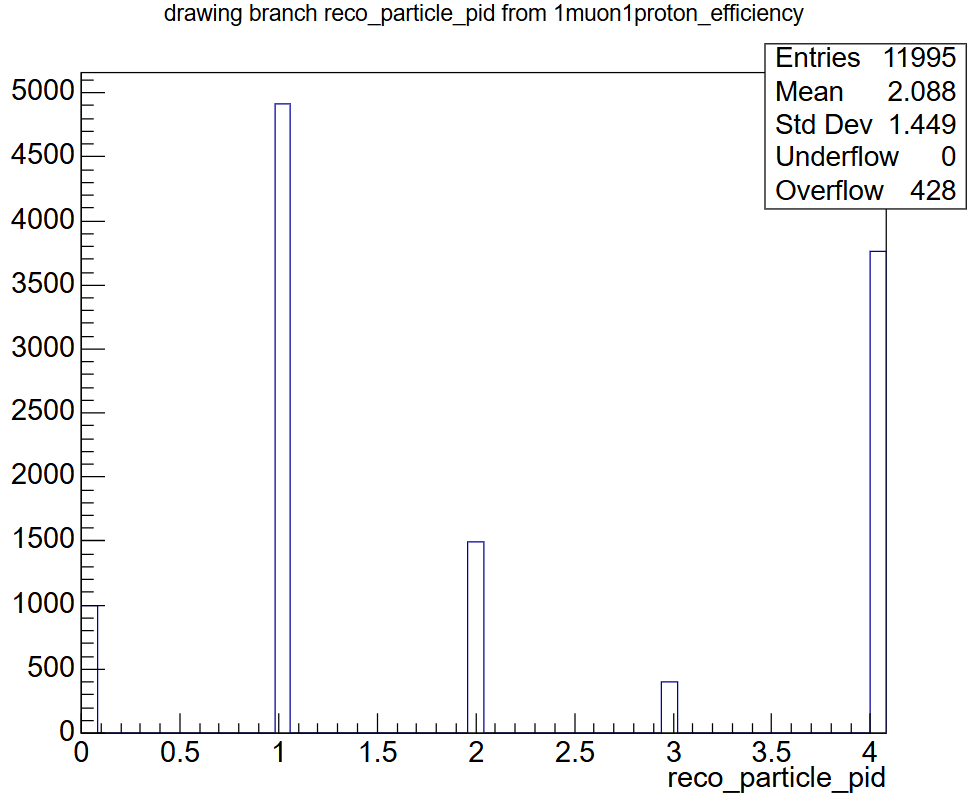 drawing branch reco_particle_pid from 1muon1proton_efficiency
Entries 11995
Mean 2.088
Std Dev 1.449
Underflow 0
Overflow 428
5000
4500
4000
3500
3000
2500
2000
1500
1000
500
0
0 0.5 1 1.5 2 2.5 3 3.5 4
reco_particle_pid